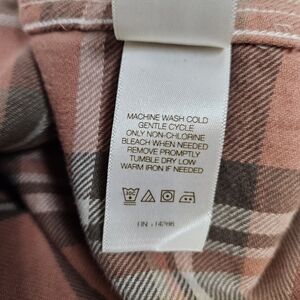 MACHINE WASH COLD
GENTLE CYCLE
ONLY NON-CHLORINE
BLEACH WHEN NEEDED
REMOVE PROMPTLY
TUMBLE DRY LOW
WARM IRON IF NEEDED
30C